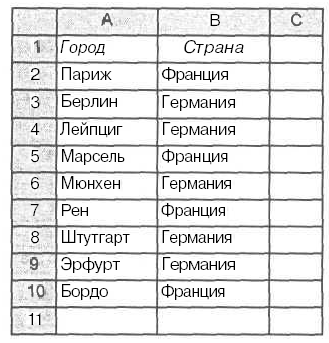 A B C
1 Город Страна
2 Париж Франция
3 Берлин Германия
4 Лейпциг Германия
5 Марсель Франция
6 Мюнхен Германия
7 Рен Франция
8 Штутгарт Германия
9 Эрфурт Германия
10 Бордо Франция
11